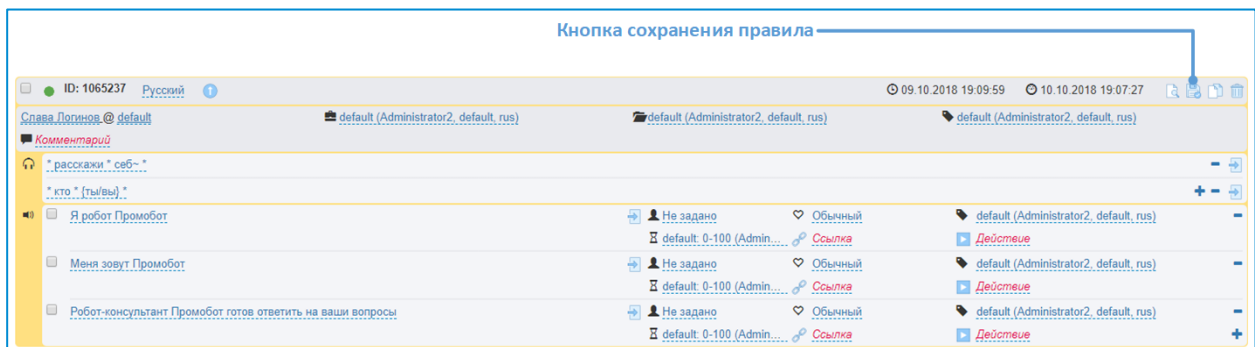 Кнопка сохранения правила
ID: 1065237 Русский 09.10.2018 19:09:59 10.10.2018 19:07:27
Слава Логинов @ default default (Administrator2, default, rus) default (Administrator2, default, rus) default (Administrator2, default, rus)
Комментарий
* расскажи * себ~ *
* кто * {ты/вы} *
Я робот Промобот Не задано Обычный default (Administrator2, default, rus)
default: 0-100 (Admin... Ссылка Действие
Меня зовут Промобот Не задано Обычный default (Administrator2, default, rus)
default: 0-100 (Admin... Ссылка Действие
Робот-консультант Промобот готов ответить на ваши вопросы Не задано Обычный default (Administrator2, default, rus)
default: 0-100 (Admin... Ссылка Действие